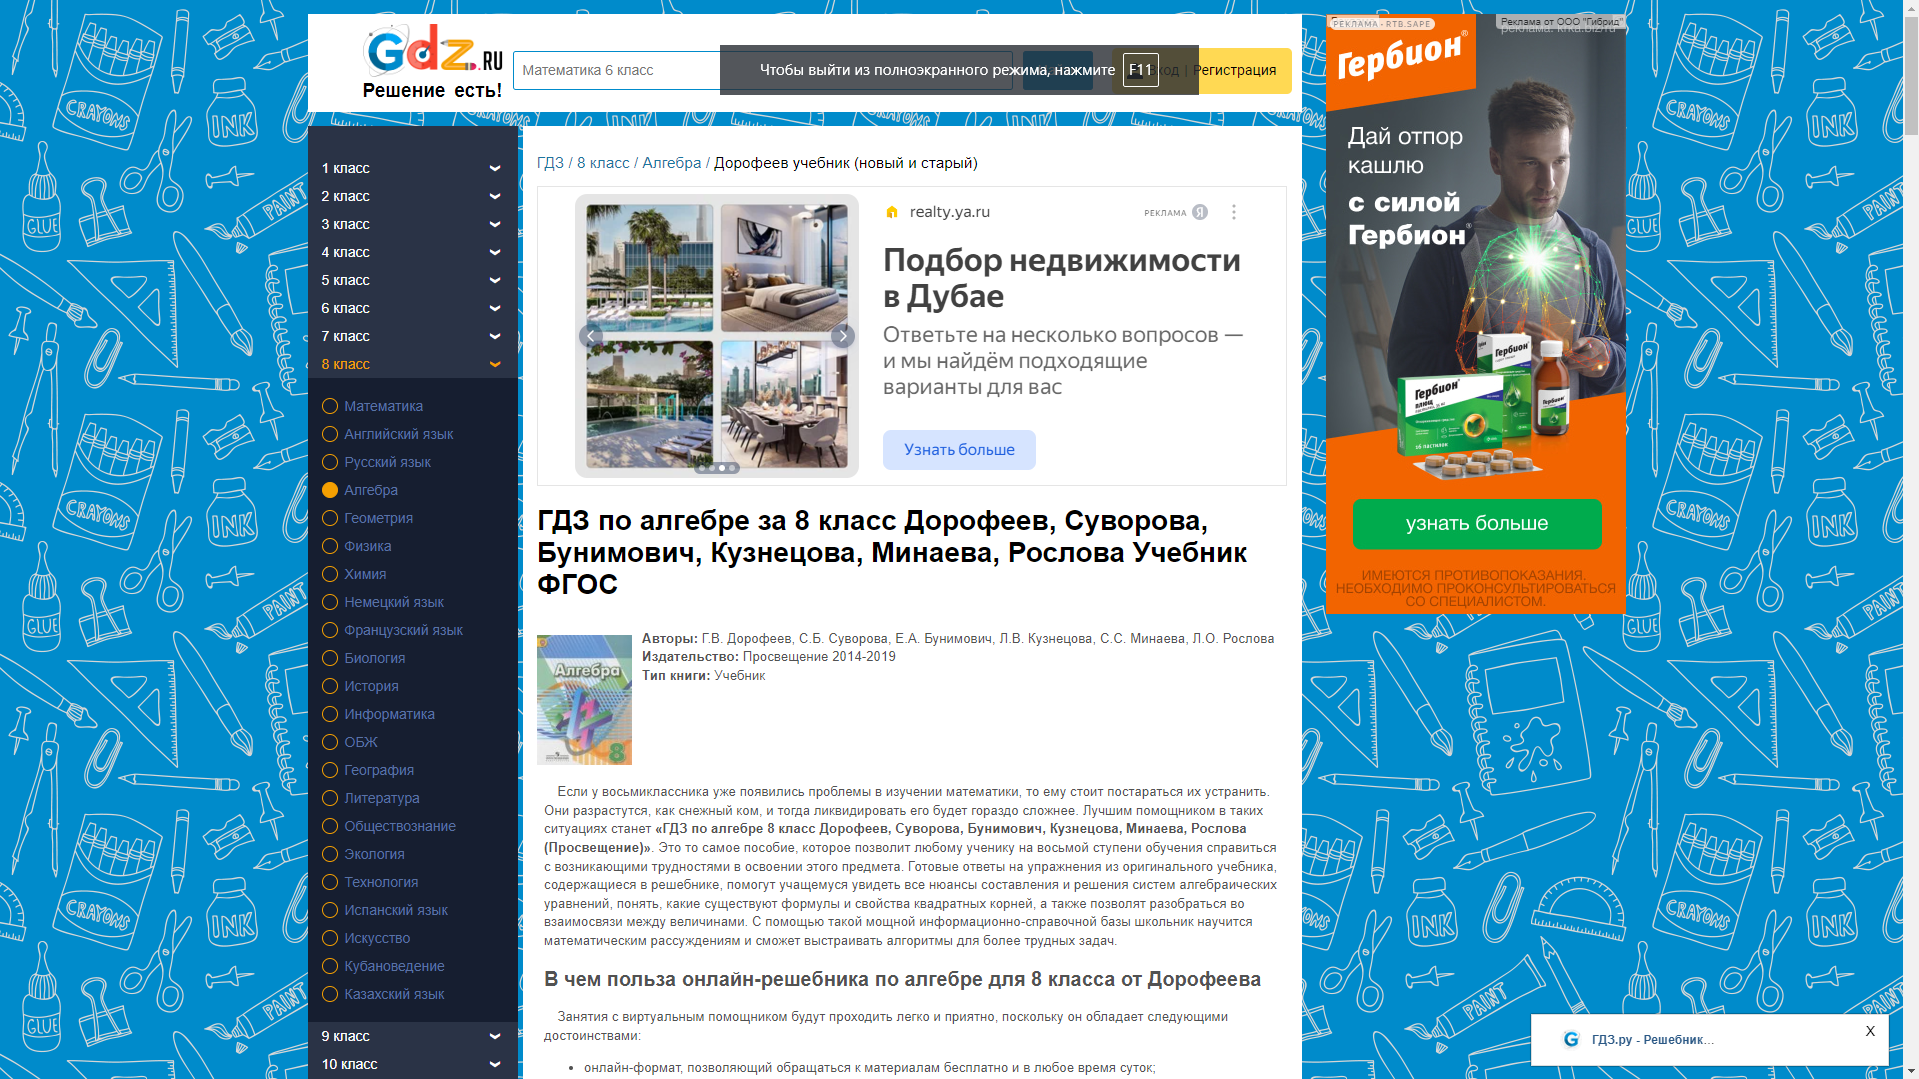 Gdz.RU
Решение есть!
Математика 6 класс
Чтобы выйти из полноэкранного режима, нажмите F11
Вход | Регистрация
1 класс
2 класс
3 класс
4 класс
5 класс
6 класс
7 класс
8 класс
Математика
Английский язык
Русский язык
Алгебра
Геометрия
Физика
Химия
Немецкий язык
Французский язык
Биология
История
Информатика
ОБЖ
География
Литература
Обществознание
Экология
Технология
Испанский язык
Искусство
Кубановедение
Казахский язык
9 класс
10 класс
ГДЗ / 8 класс / Алгебра / Дорофеев учебник (новый и старый)
realty.ya.ru
РЕКЛАМА Я
Подбор недвижимости
в Дубае
Ответьте на несколько вопросов —
и мы найдём подходящие
варианты для вас
Узнать больше
ГДЗ по алгебре за 8 класс Дорофеев, Суворова,
Бунимович, Кузнецова, Минаева, Рослова Учебник
ФГОС
Алгебра
8
Авторы: Г.В. Дорофеев, С.Б. Суворова, Е.А. Бунимович, Л.В. Кузнецова, С.С. Минаева, Л.О. Рослова
Издательство: Просвещение 2014-2019
Тип книги: Учебник
Если у восьмиклассника уже появились проблемы в изучении математики, то ему стоит постараться их устранить.
Они разрастутся, как снежный ком, и тогда ликвидировать его будет гораздо сложнее. Лучшим помощником в таких
ситуациях станет «ГДЗ по алгебре 8 класс Дорофеев, Суворова, Бунимович, Кузнецова, Минаева, Рослова
(Просвещение)». Это то самое пособие, которое позволит любому ученику на восьмой ступени обучения справиться
с возникающими трудностями в освоении этого предмета. Готовые ответы на упражнения из оригинального учебника,
содержащиеся в решебнике, помогут учащемуся увидеть все нюансы составления и решения систем алгебраических
уравнений, понять, какие существуют формулы и свойства квадратных корней, а также позволят разобраться во
взаимосвязи между величинами. С помощью такой мощной информационно-справочной базы школьник научится
математическим рассуждениям и сможет выстраивать алгоритмы для более трудных задач.
В чем польза онлайн-решебника по алгебре для 8 класса от Дорофеева
Занятия с виртуальным помощником будут проходить легко и приятно, поскольку он обладает следующими
достоинствами:
• онлайн-формат, позволяющий обращаться к материалам бесплатно и в любое время суток;
РЕКЛАМА • RTB.SAPE
Реклама от ООО "Гибрид"
реклама. krka.biz/ru
Гербион®
Дай отпор
кашлю
с силой
Гербион®
Гербион
Гербион
плющ
Гербион
узнать больше
ИМЕЮТСЯ ПРОТИВОПОКАЗАНИЯ.
НЕОБХОДИМО ПРОКОНСУЛЬТИРОВАТЬСЯ
СО СПЕЦИАЛИСТОМ.
CRAYONS
INK
GLUE
PAINT
G ГДЗ.ру - Решебник...
X